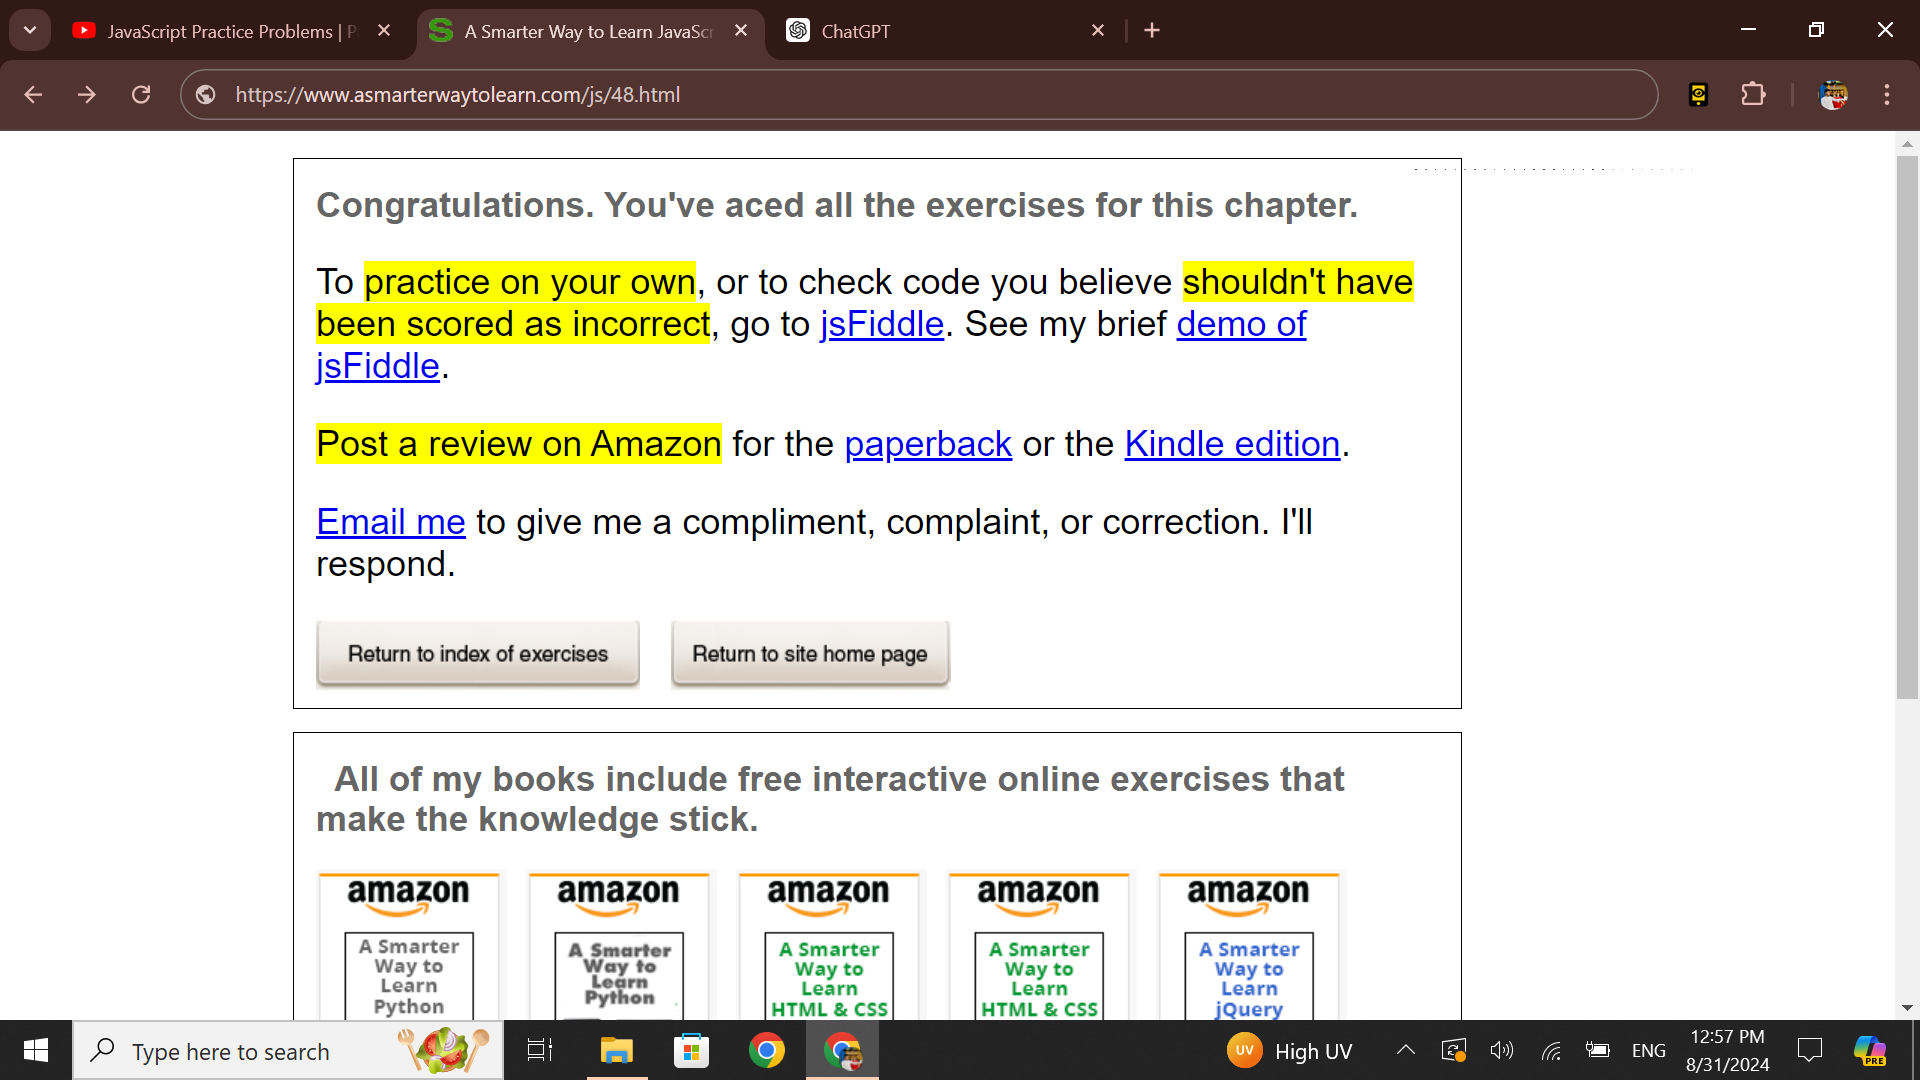 JavaScript Practice Problems | P
A Smarter Way to Learn JavaScr
ChatGPT
https://www.asmarterwaytolearn.com/js/48.html
Congratulations. You've aced all the exercises for this chapter.
To practice on your own, or to check code you believe shouldn't have
been scored as incorrect, go to jsFiddle. See my brief demo of
jsFiddle.
Post a review on Amazon for the paperback or the Kindle edition.
Email me to give me a compliment, complaint, or correction. I'll
respond.
Return to index of exercises
Return to site home page
All of my books include free interactive online exercises that
make the knowledge stick.
amazon
A Smarter
Way to
Learn
Python
amazon
A Smarter
Way to
Learn
Python
amazon
A Smarter
Way to
Learn
HTML & CSS
amazon
A Smarter
Way to
Learn
HTML & CSS
amazon
A Smarter
Way to
Learn
jQuery
Type here to search
UV
High UV
ENG
12:57 PM
8/31/2024
PRE